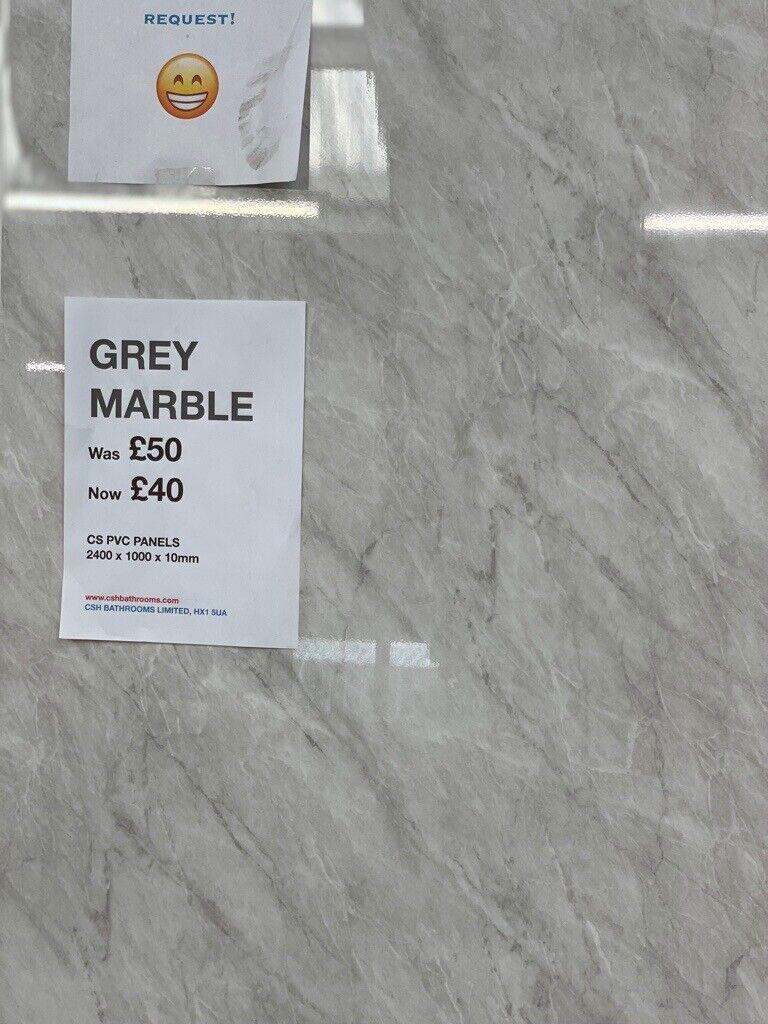 REQUEST!
GREY
MARBLE
Was £50
Now £40
CS PVC PANELS
2400 x 1000 x 10mm
www.cshbathrooms.com
CSH BATHROOMS LIMITED, HX1 5UA